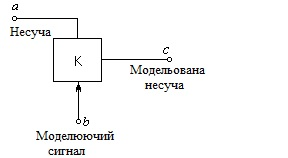 a
Несуча
К
c
Модельована
несуча
b
Моделюючий
сигнал